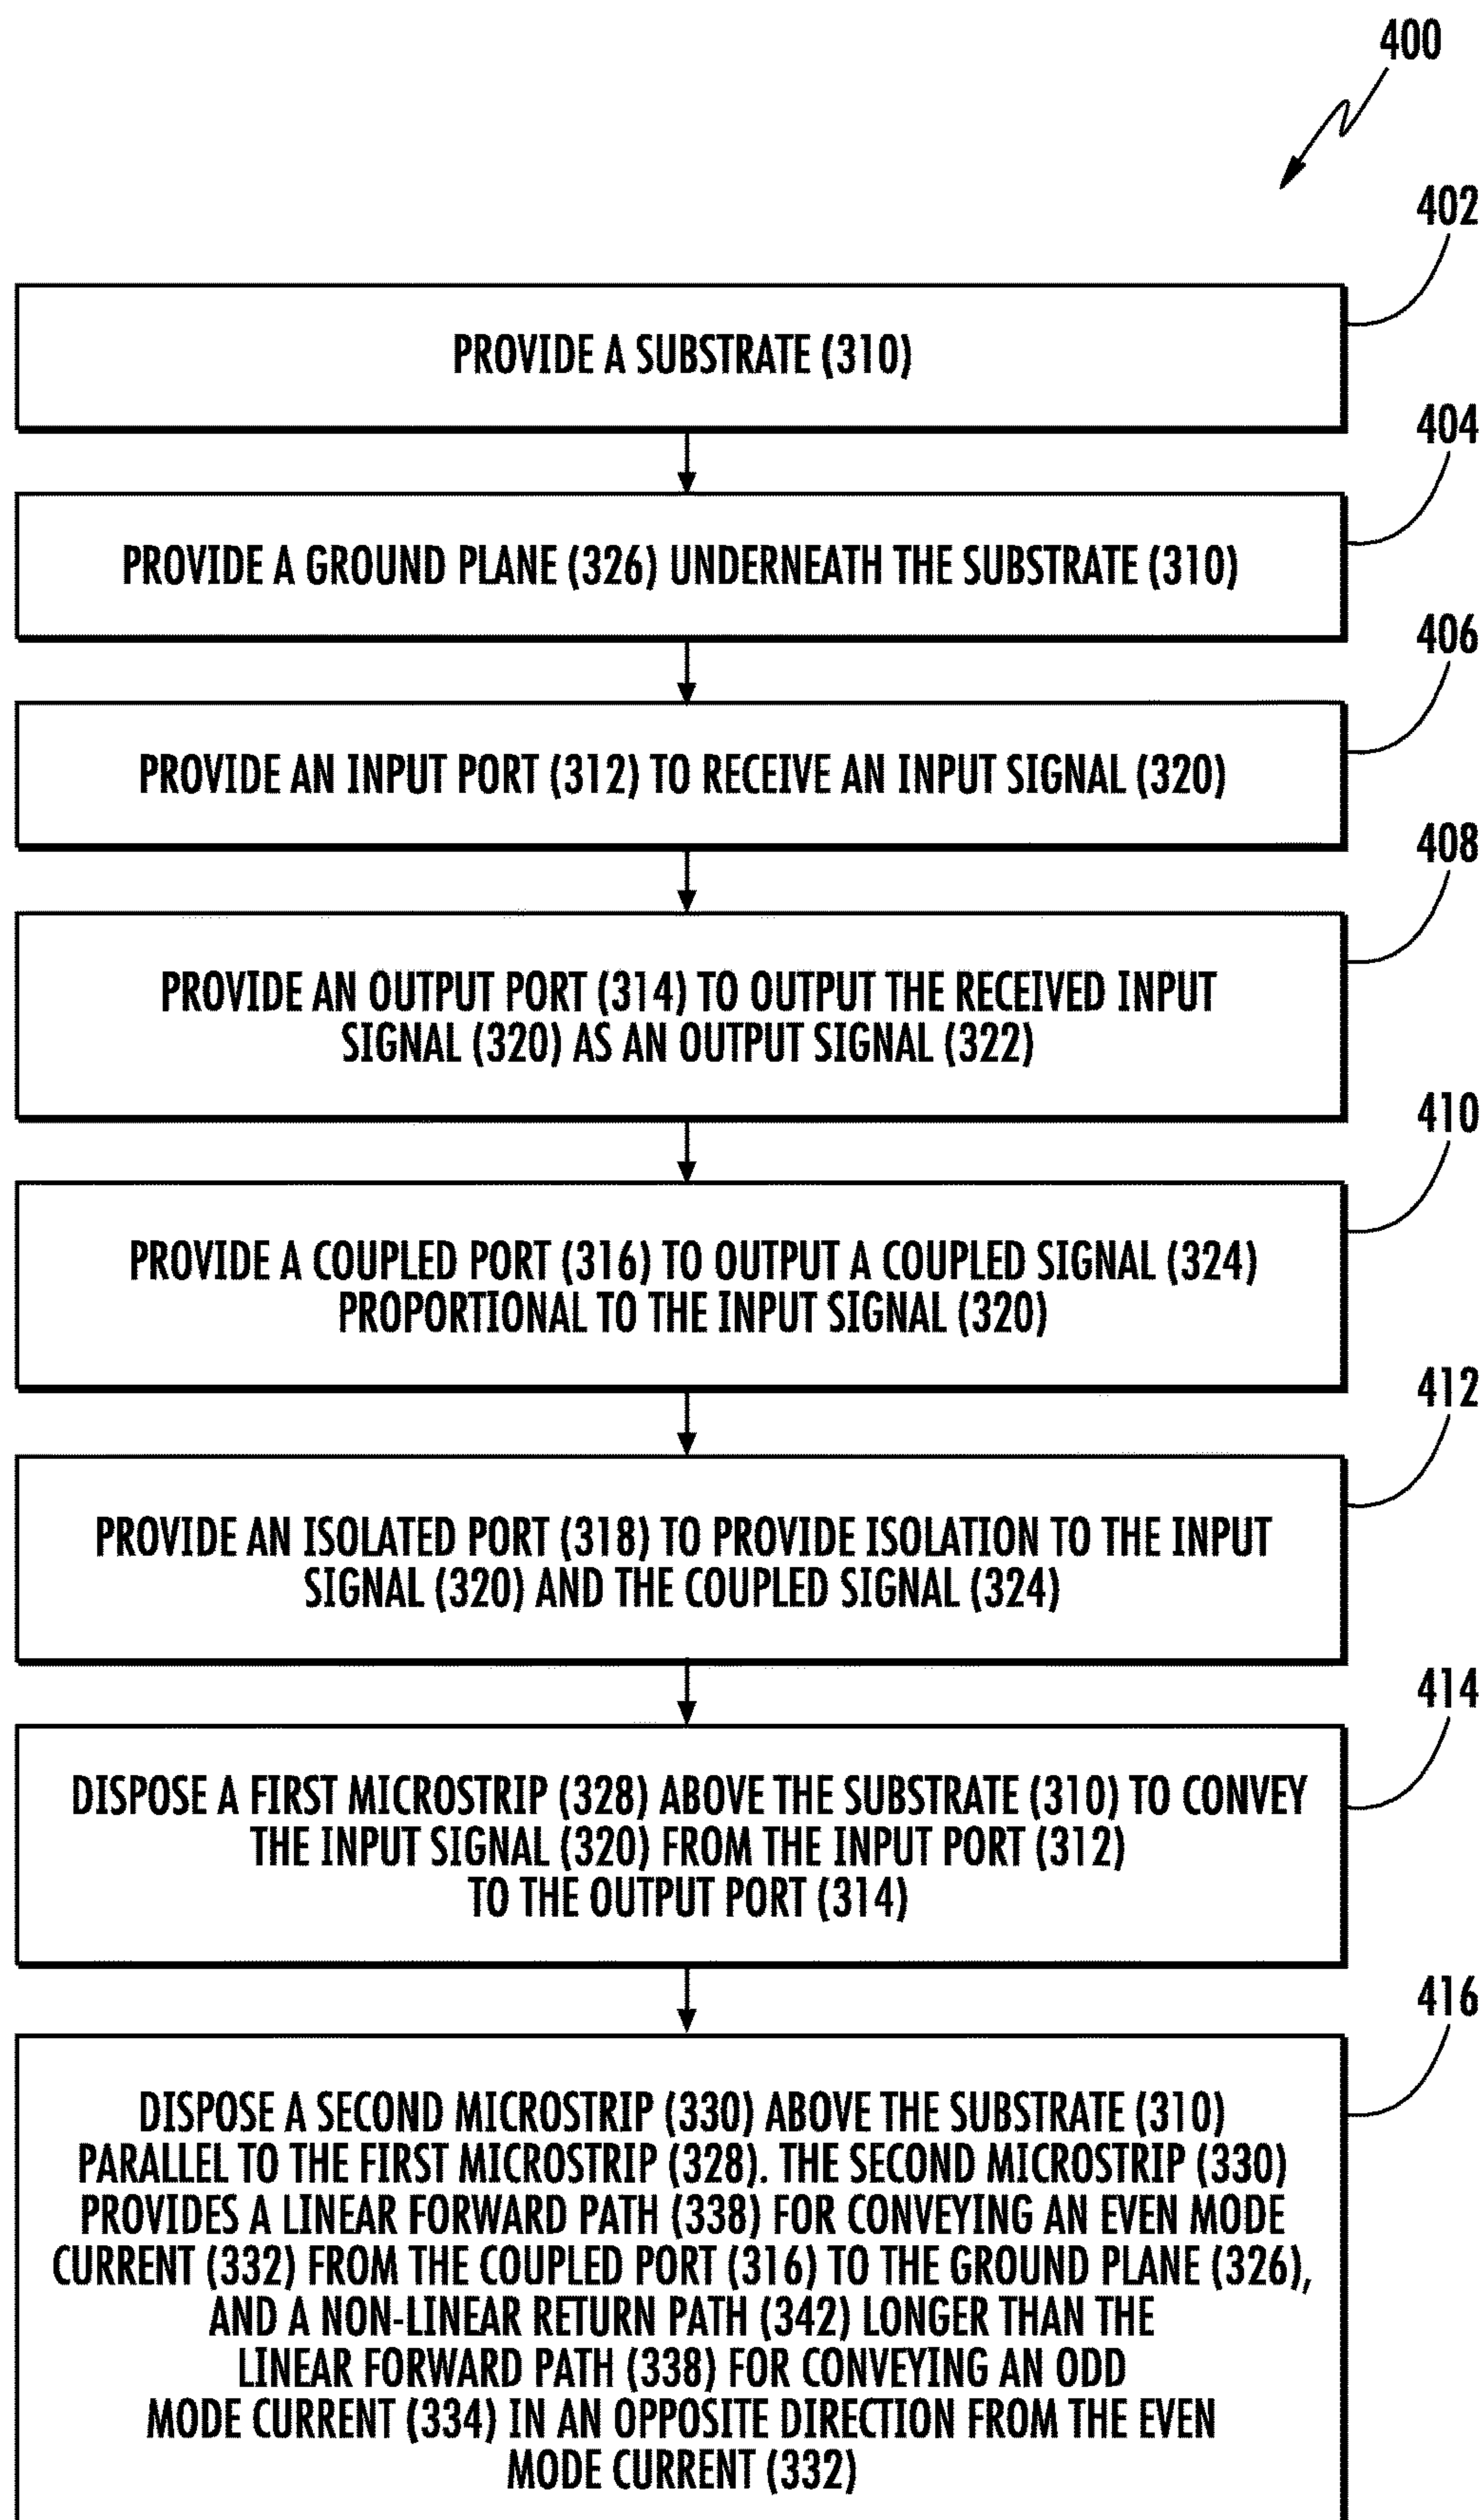 400
402
PROVIDE A SUBSTRATE (310)
404
PROVIDE A GROUND PLANE (326) UNDERNEATH THE SUBSTRATE (310)
406
PROVIDE AN INPUT PORT (312) TO RECEIVE AN INPUT SIGNAL (320)
408
PROVIDE AN OUTPUT PORT (314) TO OUTPUT THE RECEIVED INPUT
SIGNAL (320) AS AN OUTPUT SIGNAL (322)
410
PROVIDE A COUPLED PORT (316) TO OUTPUT A COUPLED SIGNAL (324)
PROPORTIONAL TO THE INPUT SIGNAL (320)
412
PROVIDE AN ISOLATED PORT (318) TO PROVIDE ISOLATION TO THE INPUT
SIGNAL (320) AND THE COUPLED SIGNAL (324)
414
DISPOSE A FIRST MICROSTRIP (328) ABOVE THE SUBSTRATE (310) TO CONVEY
THE INPUT SIGNAL (320) FROM THE INPUT PORT (312)
TO THE OUTPUT PORT (314)
416
DISPOSE A SECOND MICROSTRIP (330) ABOVE THE SUBSTRATE (310)
PARALLEL TO THE FIRST MICROSTRIP (328). THE SECOND MICROSTRIP (330)
PROVIDES A LINEAR FORWARD PATH (338) FOR CONVEYING AN EVEN MODE
CURRENT (332) FROM THE COUPLED PORT (316) TO THE GROUND PLANE (326),
AND A NON-LINEAR RETURN PATH (342) LONGER THAN THE
LINEAR FORWARD PATH (338) FOR CONVEYING AN ODD
MODE CURRENT (334) IN AN OPPOSITE DIRECTION FROM THE EVEN
MODE CURRENT (332)